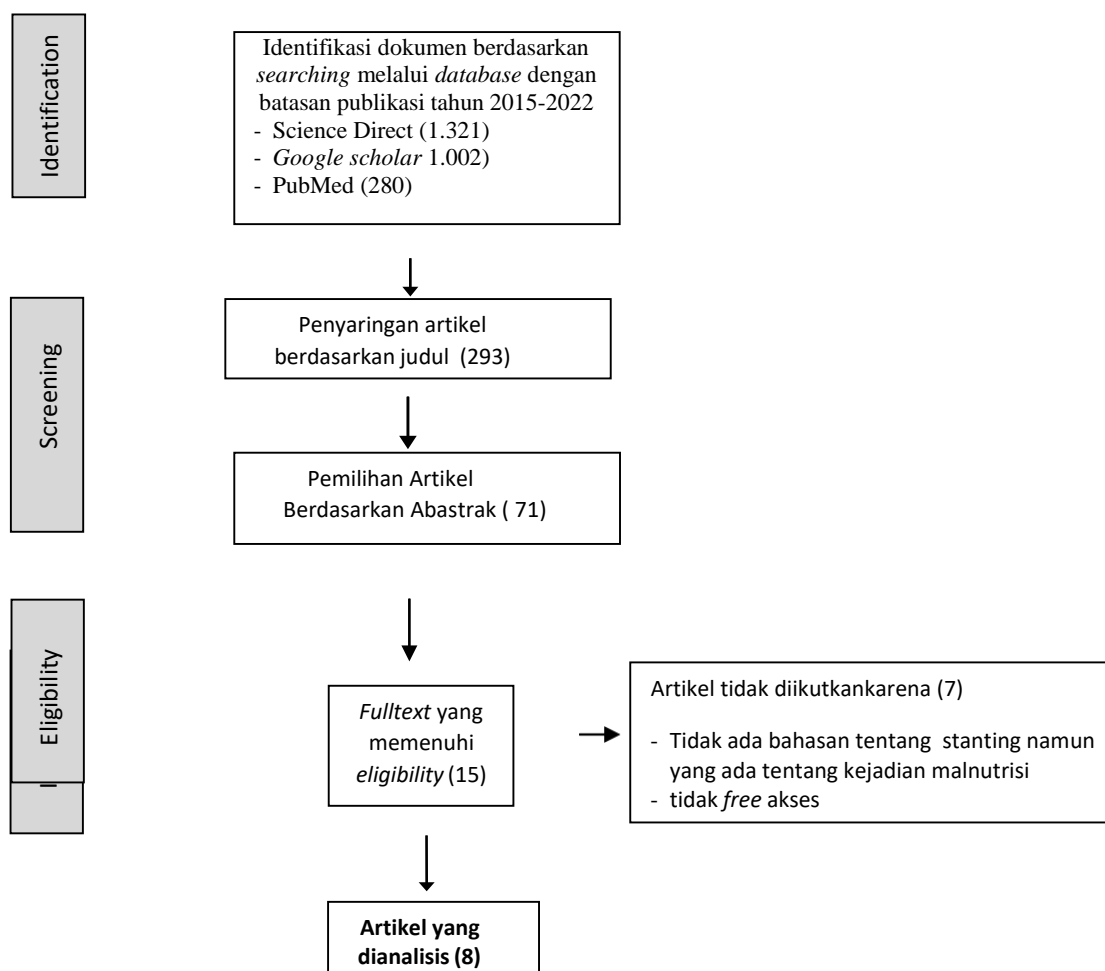 Identification
Identifikasi dokumen berdasarkan
searching melalui database dengan
batasan publikasi tahun 2015-2022
- Science Direct (1.321)
- Google scholar 1.002)
- PubMed (280)
Screening
Penyaringan artikel
berdasarkan judul (293)
Pemilihan Artikel
Berdasarkan Abastrak ( 71)
Eligibility
Fulltext yang
memenuhi
eligibility (15)
Artikel tidak diikutkankarena (7)
- Tidak ada bahasan tentang stanting namun
yang ada tentang kejadian malnutrisi
- tidak free akses
Artikel yang
dianalisis (8)